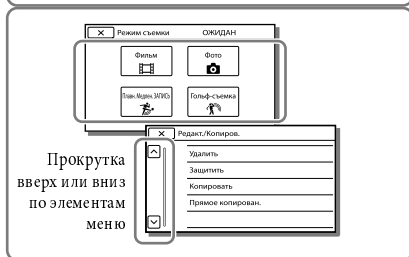 Режим съемки ОЖИДАН
Фильм Фото
Плавн.Медлен. ЗАПИСЬ Гольф-съемка
Редакт./Копиров.
Удалить
Защитить
Копировать
Прямое копирован.
Прокрутка
вверх или вниз
по элементам
меню